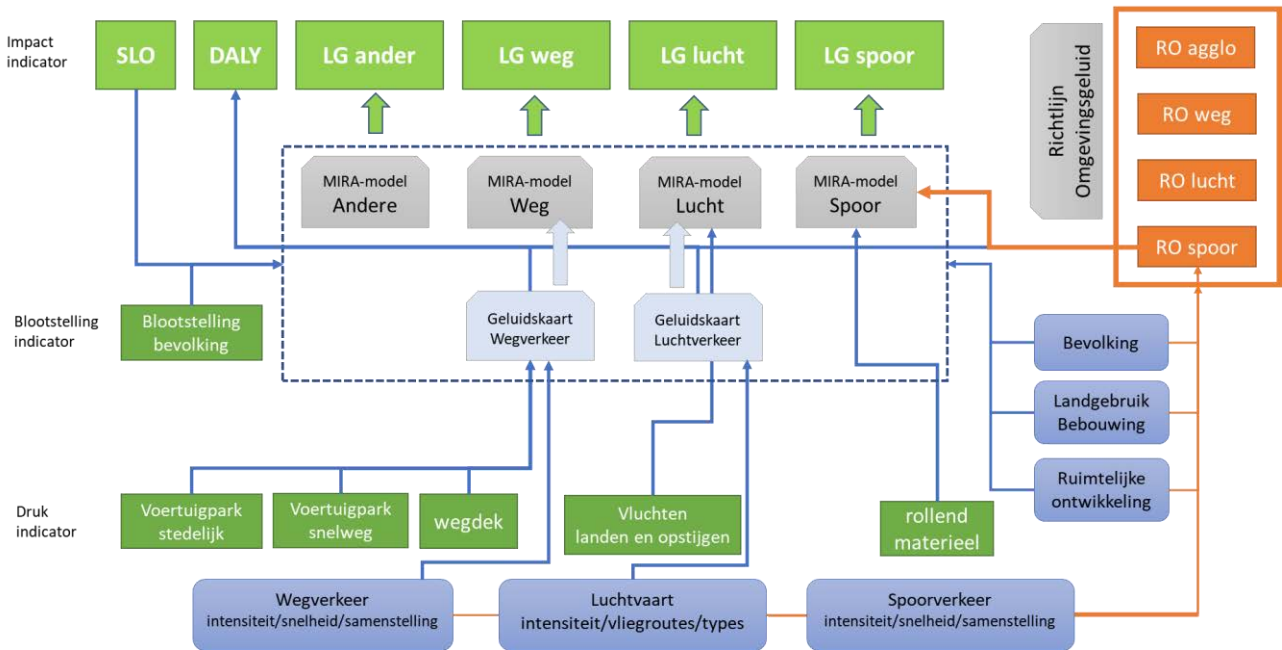 Impact
indicator
SLO
DALY
LG ander
LG weg
LG lucht
LG spoor
Richtlijn
Omgevingsgeluid
RO agglo
RO weg
RO lucht
RO spoor
MIRA-model
Andere
MIRA-model
Weg
MIRA-model
Lucht
MIRA-model
Spoor
Blootstelling
indicator
Blootstelling
bevolking
Geluidskaart
Wegverkeer
Geluidskaart
Luchtverkeer
Bevolking
Landgebruik
Bebouwing
Ruimtelijke
ontwikkeling
Druk
indicator
Voertuigpark
stedelijk
Voertuigpark
snelweg
wegdek
Vluchten
landen en opstijgen
rollend
materieel
Wegverkeer
intensiteit/snelheid/samenstelling
Luchtvaart
intensiteit/vliegroutes/types
Spoorverkeer
intensiteit/snelheid/samenstelling